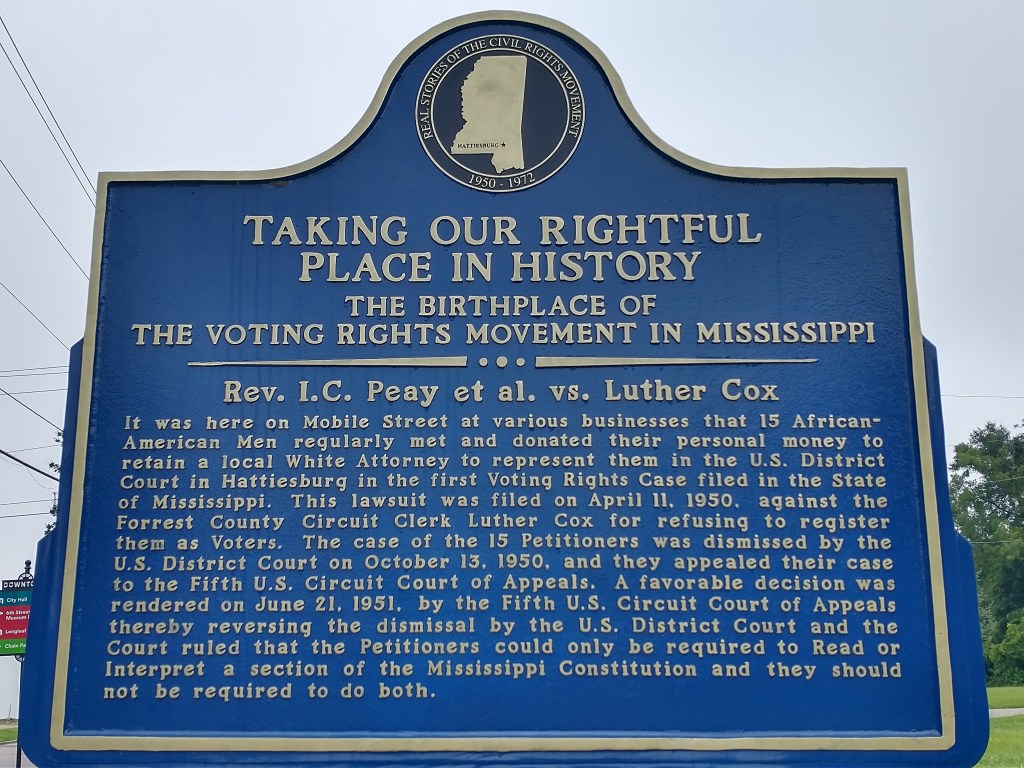 REAL STORIES OF THE CIVIL RIGHTS MOVEMENT
HATTIESBURG
1950 - 1972
TAKING OUR RIGHTFUL
PLACE IN HISTORY
THE BIRTHPLACE OF
THE VOTING RIGHTS MOVEMENT IN MISSISSIPPI
Rev. I.C. Peay et al. vs. Luther Cox
It was here on Mobile Street at various businesses that 15 African-
American Men regularly met and donated their personal money to
retain a local White Attorney to represent them in the U.S. District
Court in Hattiesburg in the first Voting Rights Case filed in the State
of Mississippi. This lawsuit was filed on April 11, 1950, against the
Forrest County Circuit Clerk Luther Cox for refusing to register
them as Voters. The case of the 15 Petitioners was dismissed by the
U.S. District Court on October 13, 1950, and they appealed their case
to the Fifth U.S. Circuit Court of Appeals. A favorable decision was
rendered on June 21, 1951, by the Fifth U.S. Circuit Court of Appeals
thereby reversing the dismissal by the U.S. District Court and the
Court ruled that the Petitioners could only be required to Read or
Interpret a section of the Mississippi Constitution and they should
not be required to do both.
DOWNTO
City Hall
6th Street
Museum
Longleaf
Chain Pa